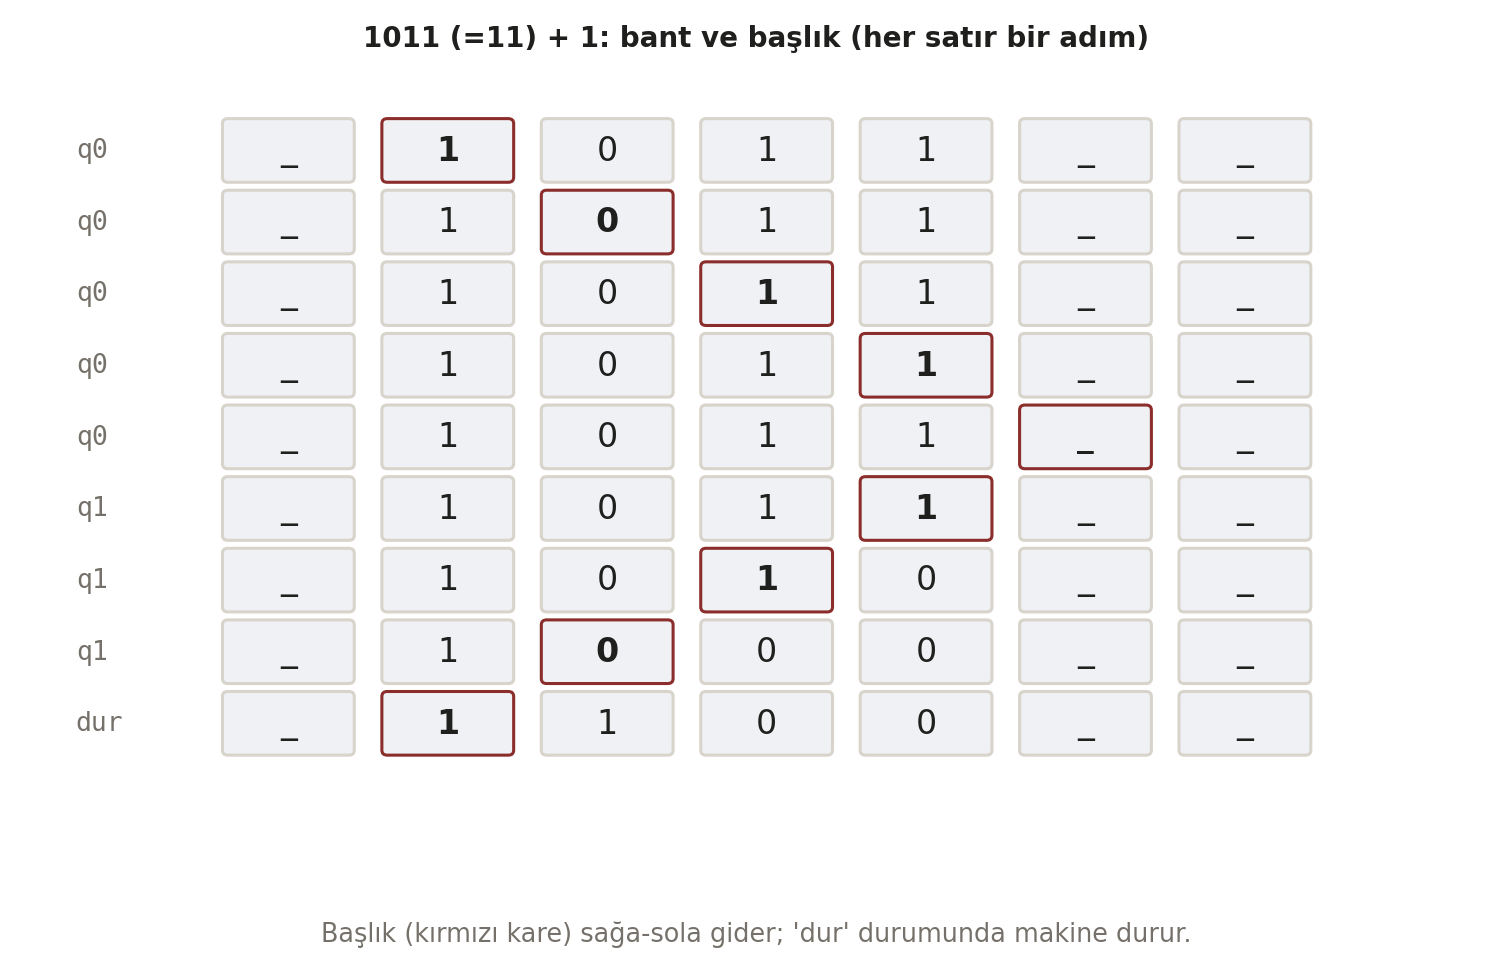 1011 (=11) + 1: bant ve başlık (her satır bir adım)
q0 _ 1 0 1 1 _ _
q0 _ 1 0 1 1 _ _
q0 _ 1 0 1 1 _ _
q0 _ 1 0 1 1 _ _
q0 _ 1 0 1 1 _ _
q1 _ 1 0 1 1 _ _
q1 _ 1 0 1 0 _ _
q1 _ 1 0 0 0 _ _
dur _ 1 1 0 0 _ _
Başlık (kırmızı kare) sağa-sola gider; 'dur' durumunda makine durur.